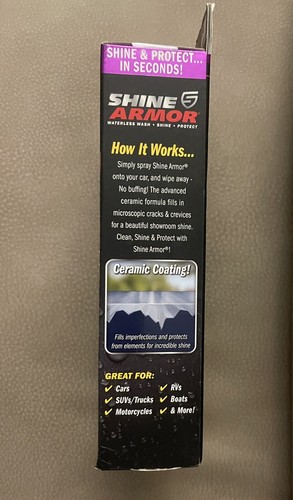 SHINE & PROTECT...
IN SECONDS!
SHINE S
ARMOR®
WATERLESS WASH • SHINE • PROTECT
How It Works...
Simply spray Shine Armor®
onto your car, and wipe away -
No buffing! The advanced
ceramic formula fills in
microscopic cracks & crevices
for a beautiful showroom shine.
Clean, Shine & Protect with
Shine Armor®!
Ceramic Coating!
Fills imperfections and protects
from elements for incredible shine
GREAT FOR:
✓ Cars ✓ RVs
✓ SUVs/Trucks ✓ Boats
✓ Motorcycles ✓ & More!